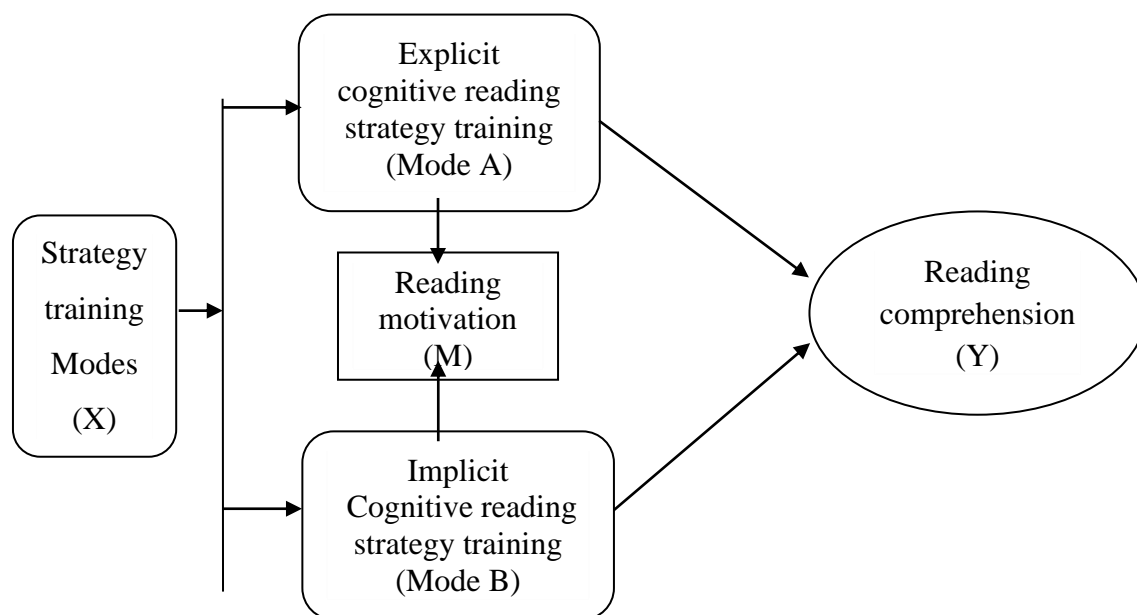 Strategy
training
Modes
(X)
Explicit
cognitive reading
strategy training
(Mode A)
Reading
motivation
(M)
Implicit
Cognitive reading
strategy training
(Mode B)
Reading
comprehension
(Y)